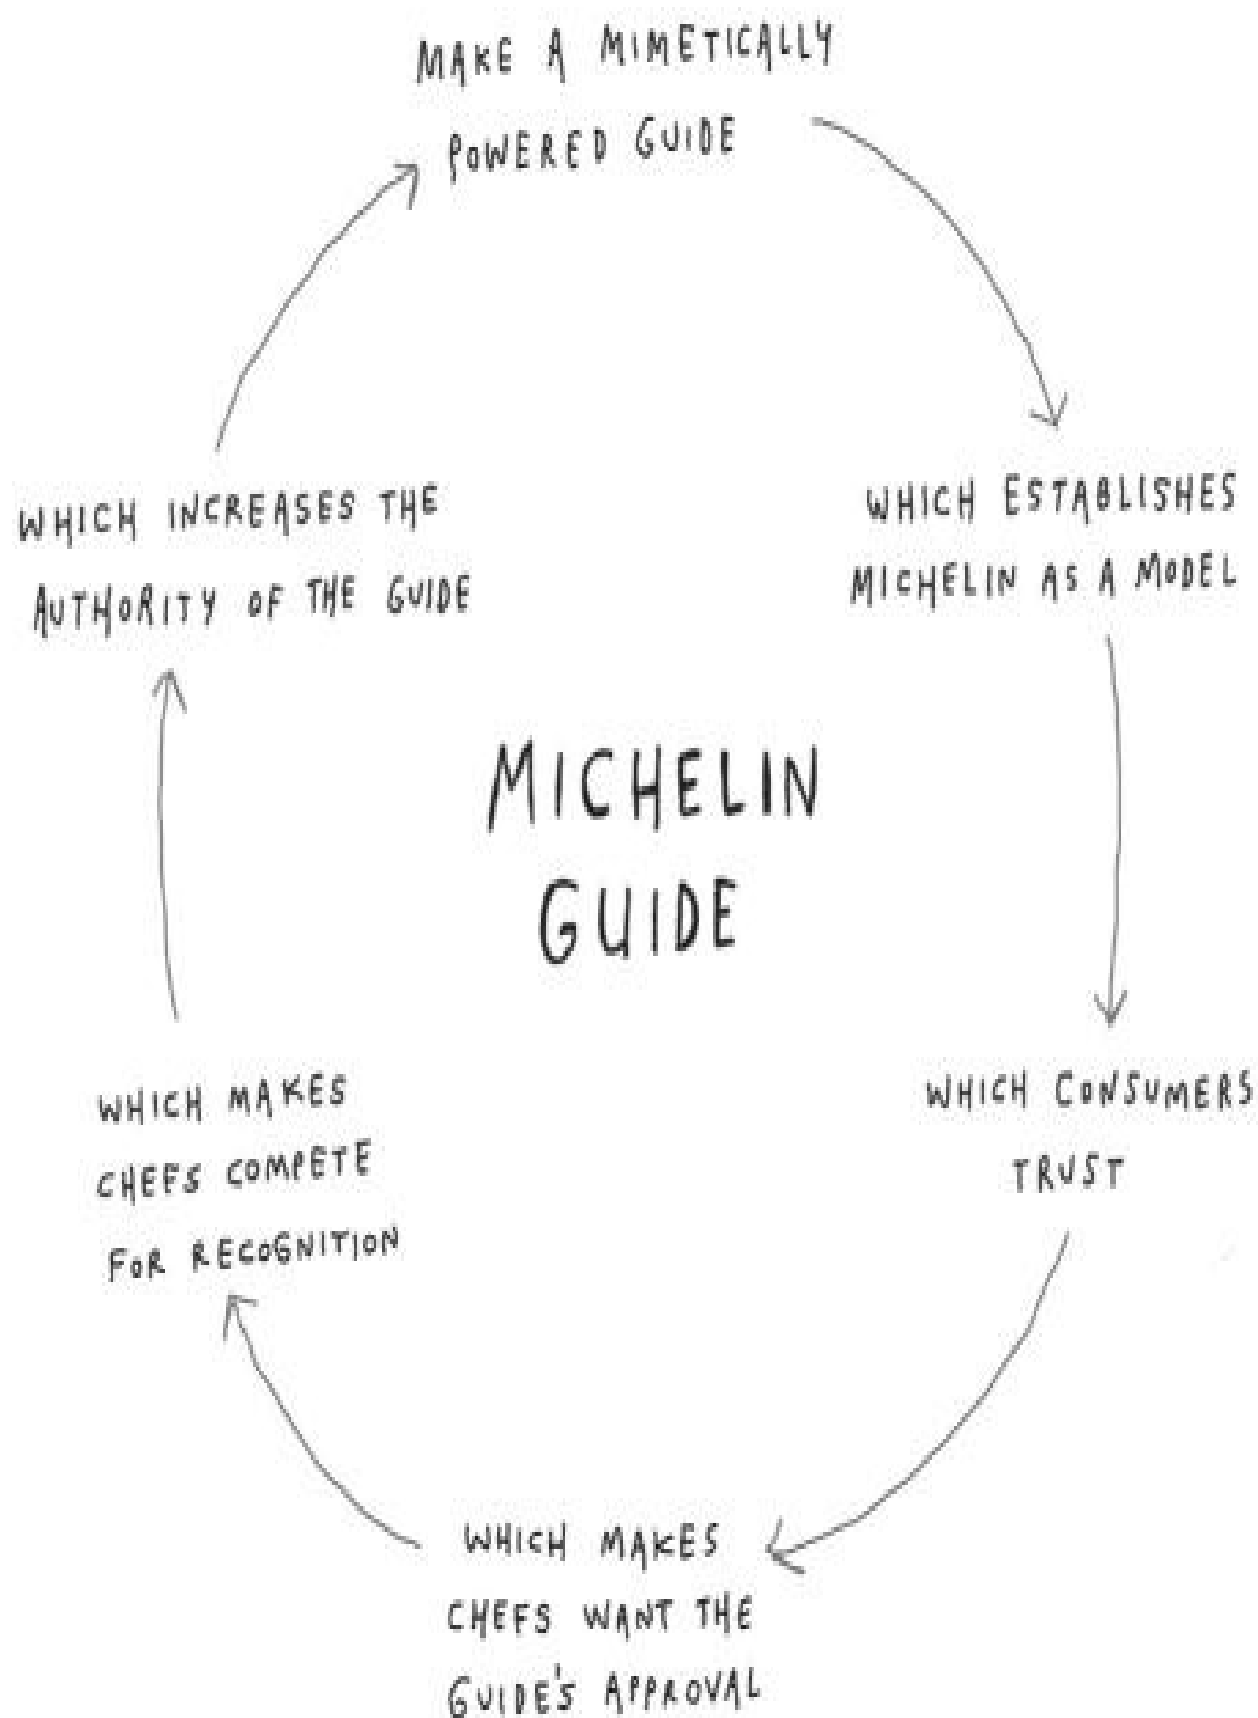 MAKE A MIMETICALLY
POWERED GUIDE
WHICH ESTABLISHES
MICHELIN AS A MODEL
WHICH CONSUMERS
TRUST
WHICH MAKES
CHEFS WANT THE
GUIDE'S APPROVAL
WHICH MAKES
CHEFS COMPETE
FOR RECOGNITION
WHICH INCREASES THE
AUTHORITY OF THE GUIDE
MICHELIN
GUIDE